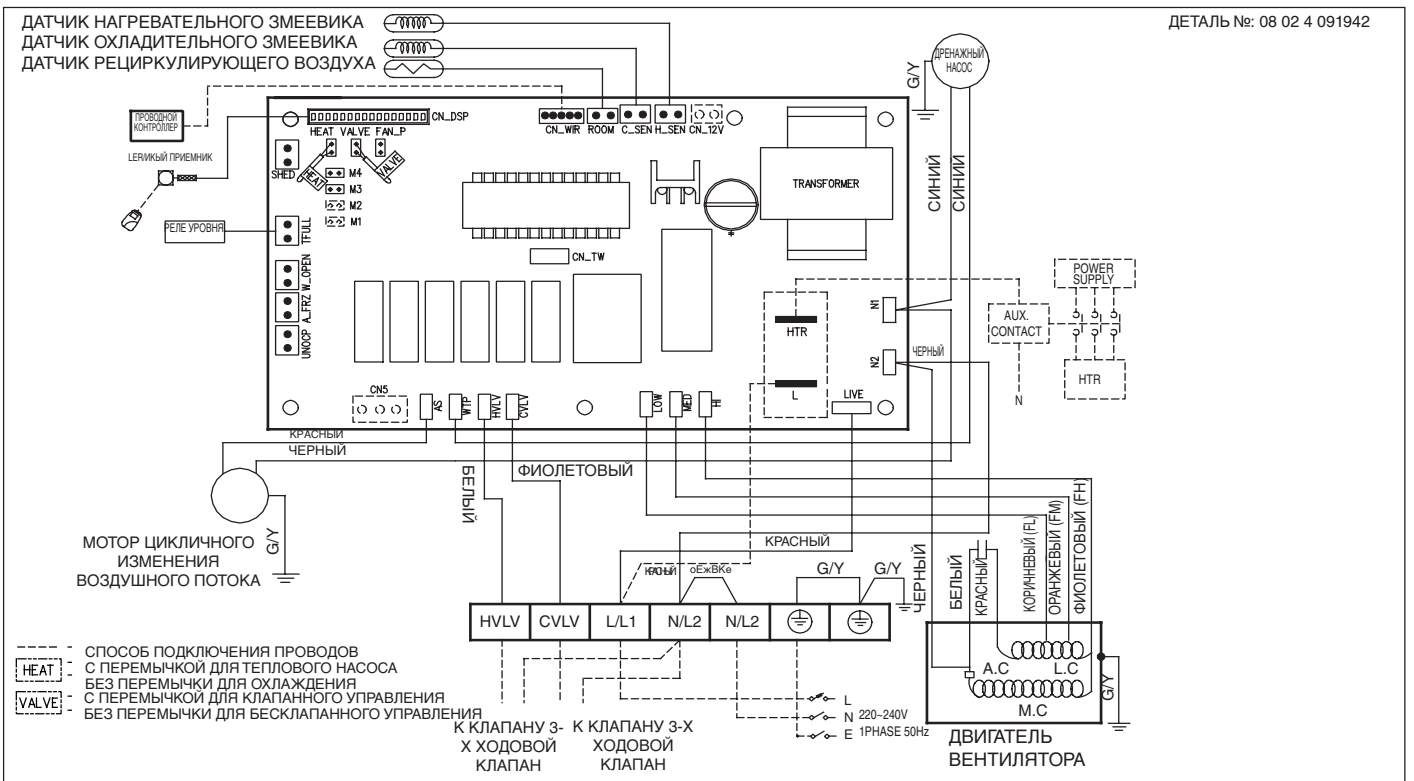 ДАТЧИК НАГРЕВАТЕЛЬНОГО ЗМЕЕВИКА
ДАТЧИК ОХЛАДИТЕЛЬНОГО ЗМЕЕВИКА
ДАТЧИК РЕЦИРКУЛИРУЮЩЕГО ВОЗДУХА
ДЕТАЛЬ №: 08 02 4 091942
ДРЕНАЖНЫЙ
НАСОС
G/Y
СИНИЙ
СИНИЙ
ПРОВОДНОЙ
КОНТРОЛЛЕР
CN_DSP
HEAT VALVE FAN_P
CN_WIR ROOM C_SEN H_SEN CN_12V
LER/ИКЫЙ ПРИЕМНИК
SHED
HEAT
VALVE
M4
M3
M2
M1
TRANSFORMER
РЕЛЕ УРОВНЯ
TFULL
W_OPEN
A_FRZ
UNOCP
CN_TW
POWER
SUPPLY
AUX.
CONTACT
HTR
N
N1
N2
ЧЕРНЫЙ
HTR
L
LIVE
CN5
AS
WTP
HVLV
CVLV
LOW
MED
HI
КРАСНЫЙ
ЧЕРНЫЙ
БЕЛЫЙ
ФИОЛЕТОВЫЙ
G/Y
МОТОР ЦИКЛИЧНОГО
ИЗМЕНЕНИЯ
ВОЗДУШНОГО ПОТОКА
КРАСНЫЙ
оЕжВКе
G/Y
G/Y
ЧЕРНЫЙ
БЕЛЫЙ
КРАСНЫЙ
КОРИЧНЕВЫЙ (FL)
ОРАНЖЕВЫЙ (FM)
ФИОЛЕТОВЫЙ (FH)
HVLV CVLV L/L1 N/L2 N/L2
A.C L.C
M.C
G/Y
ДВИГАТЕЛЬ
ВЕНТИЛЯТОРА
L
N 220~240V
E 1PHASE 50Hz
К КЛАПАНУ 3-
Х ХОДОВОЙ
КЛАПАН
К КЛАПАНУ 3-Х
ХОДОВОЙ
КЛАПАН
- СПОСОБ ПОДКЛЮЧЕНИЯ ПРОВОДОВ
HEAT - С ПЕРЕМЫЧКОЙ ДЛЯ ТЕПЛОВОГО НАСОСА
БЕЗ ПЕРЕМЫЧКИ ДЛЯ ОХЛАЖДЕНИЯ
VALVE - С ПЕРЕМЫЧКОЙ ДЛЯ КЛАПАННОГО УПРАВЛЕНИЯ
БЕЗ ПЕРЕМЫЧКИ ДЛЯ БЕСКЛАПАННОГО УПРАВЛЕНИЯ